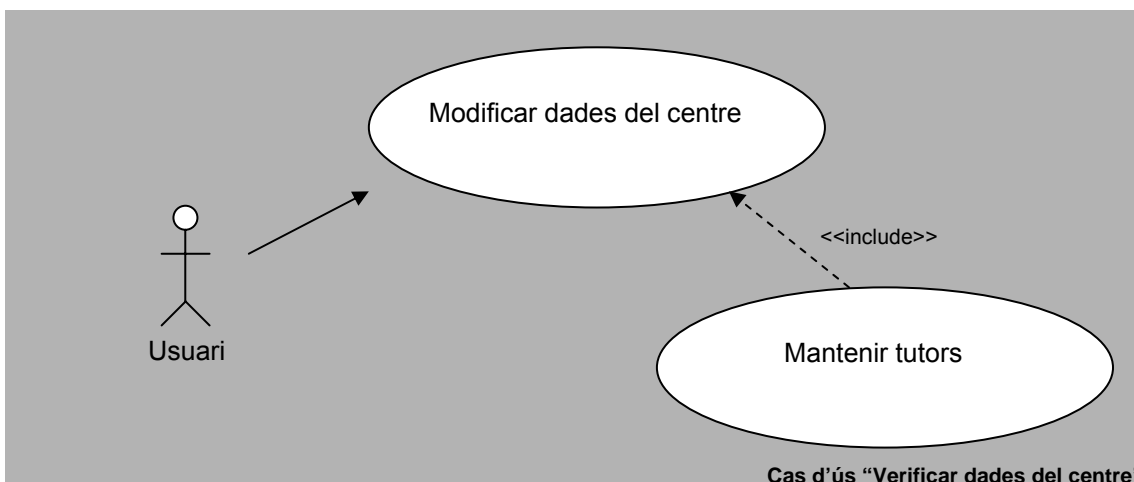 Modificar dades del centre
<<include>>
Usuari
Mantenir tutors
Cas d'ús “Verificar dades del centre”